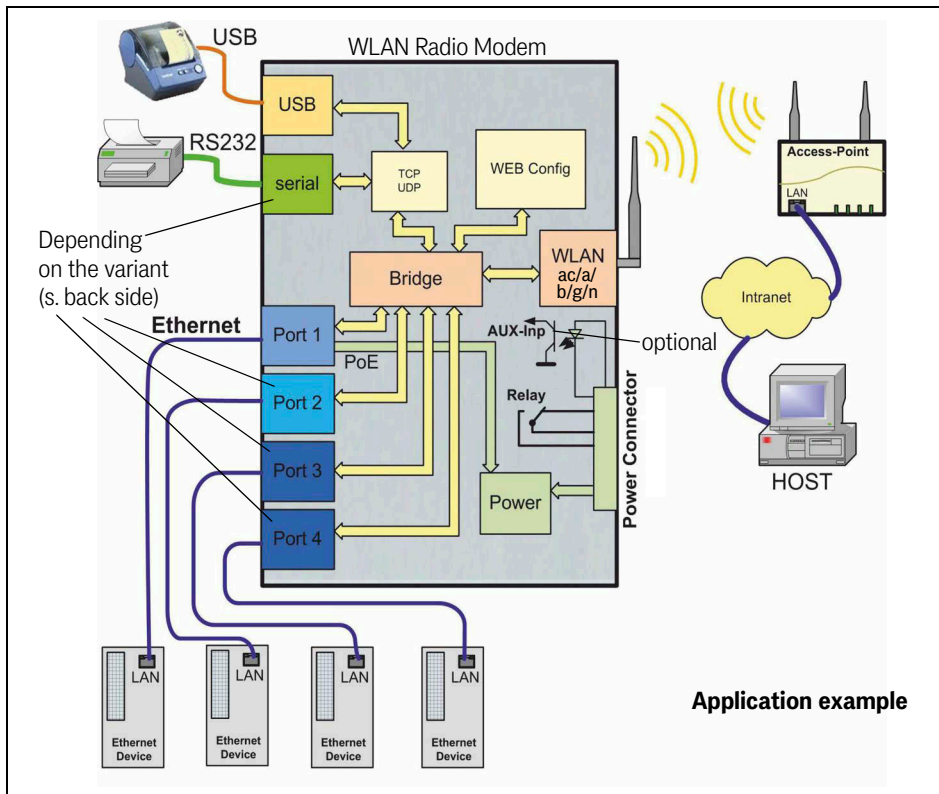 USB
WLAN Radio Modem
USB
RS232
serial
TCP
UDP
WEB Config
Access-Point
LAN
Depending
on the variant
(s. back side)
Bridge
WLAN
ac/a/
b/g/n
Intranet
Ethernet
Port 1
AUX-Inp
optional
PoE
Port 2
Relay
Port 3
Power
Power Connector
HOST
Port 4
LAN
LAN
LAN
LAN
Application example
Ethernet
Device
Ethernet
Device
Ethernet
Device
Ethernet
Device